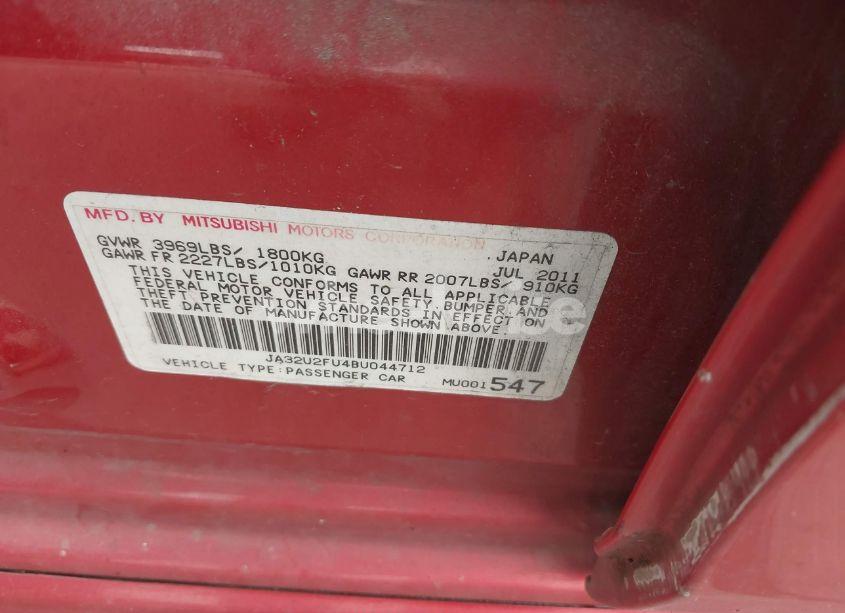 MFD. BY MITSUBISHI MOTORS CORPORATION
JAPAN
GVWR 3969LBS/ 1800KG
JUL 2011
GAWR FR 2227LBS/1010KG GAWR RR 2007LBS/ 910KG
THIS VEHICLE CONFORMS TO ALL APPLICABLE
FEDERAL MOTOR VEHICLE SAFETY, BUMPER, AND
THEFT PREVENTION STANDARDS IN EFFECT ON
THE DATE OF MANUFACTURE SHOWN ABOVE.
JA32U2FU4BU044712
VEHICLE TYPE:PASSENGER CAR
MU001547